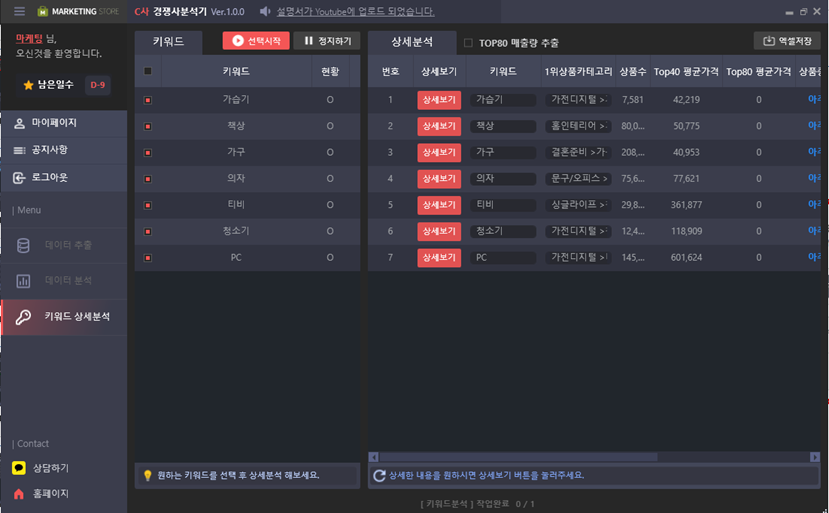 MARKETING STORE
C사 경쟁사분석기 Ver.1.0.0
설명서가 Youtube에 업로드 되었습니다.
마케팅 님,
오신것을 환영합니다.
남은일수 D-9
마이페이지
공지사항
로그아웃
| Menu
데이터 추출
데이터 분석
키워드 상세분석
| Contact
상담하기
홈페이지
키워드 선택시작 정지하기
키워드 현황
가습기 O
책상 O
가구 O
의자 O
티비 O
청소기 O
PC O
원하는 키워드를 선택 후 상세분석 해보세요.
상세분석 TOP80 매출량 추출 엑셀저장
번호 상세보기 키워드 1위상품카테고리 상품수 Top40 평균가격 Top80 평균가격
1 상세보기 가습기 가전디지털 > 7,581 42,219 0
2 상세보기 책상 홈인테리어 > 80,0... 50,775 0
3 상세보기 가구 결혼준비 >가 208,... 40,953 0
4 상세보기 의자 문구/오피스 > 75,6... 77,621 0
5 상세보기 티비 싱글라이프 > 29,8... 361,877 0
6 상세보기 청소기 가전디지털 > 12,4... 118,909 0
7 상세보기 PC 가전디지털 > 145,... 601,624 0
상세한 내용을 원하시면 상세보기 버튼을 눌러주세요.
[ 키워드분석 ] 작업완료 0 / 1